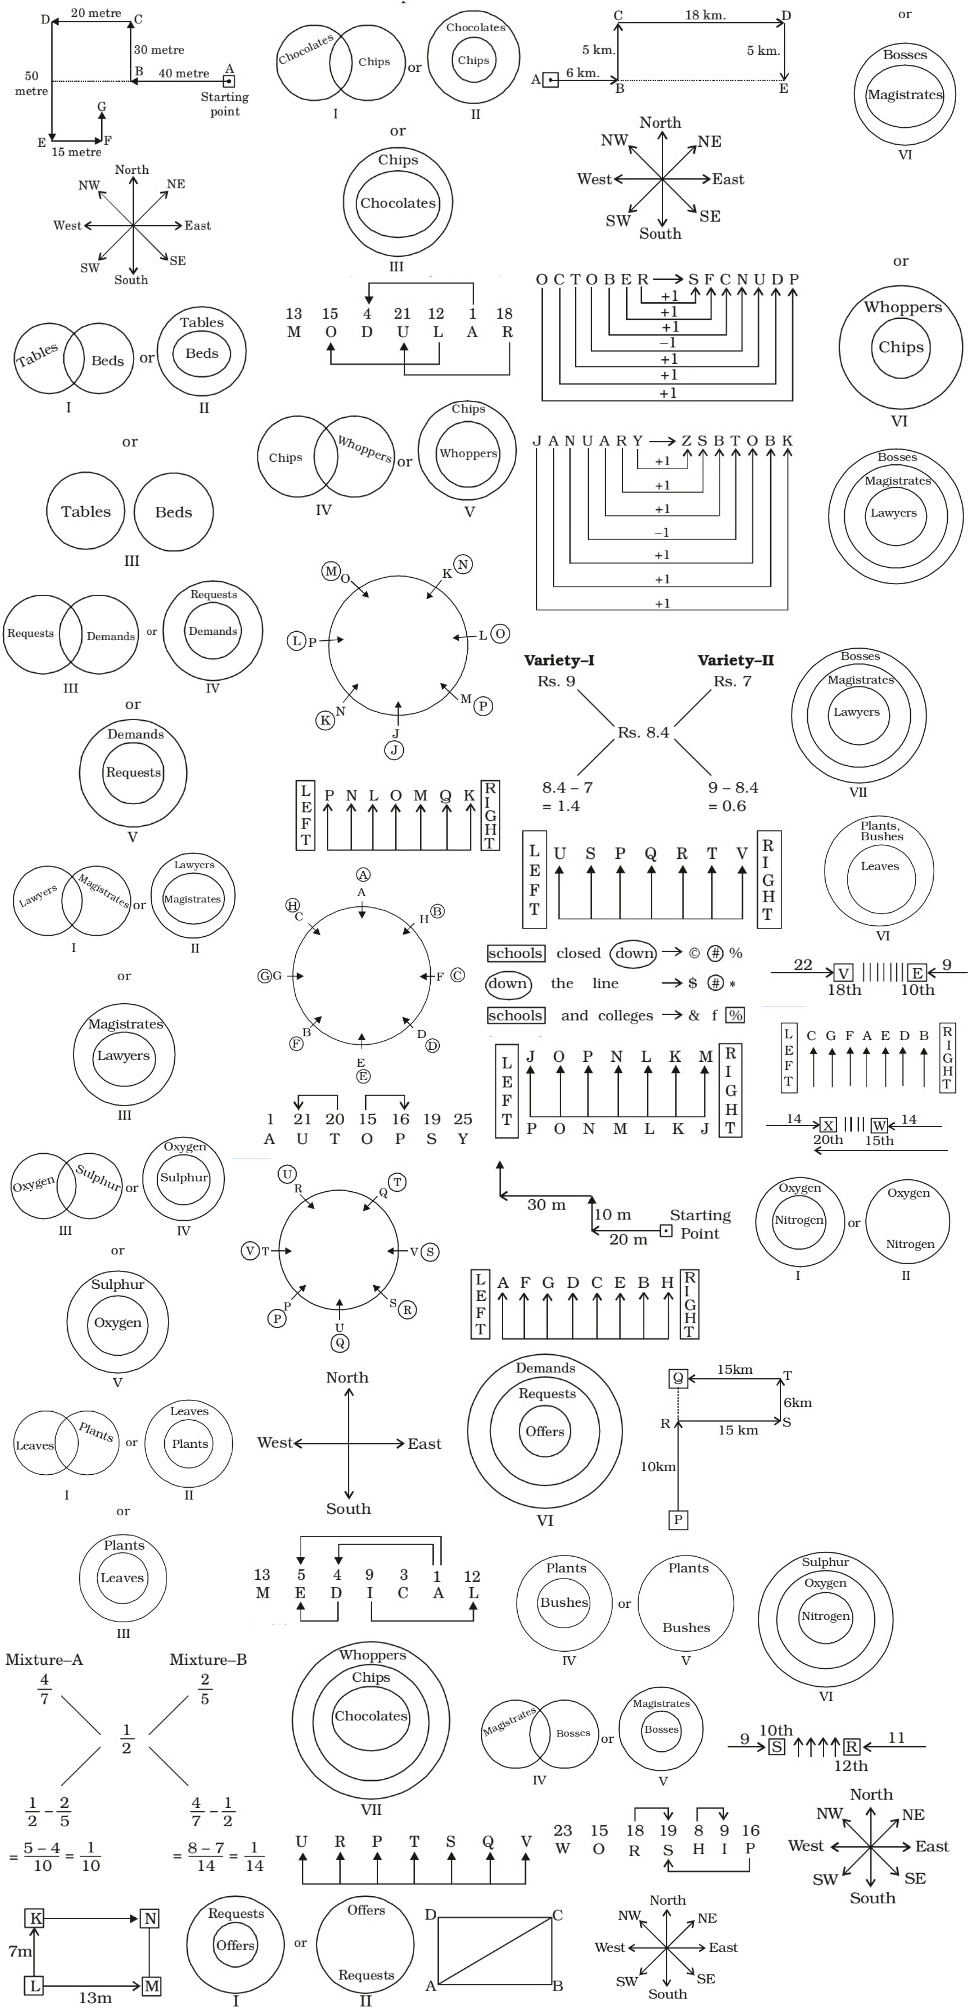 20 metre
D C
30 metre
50 metre
B 40 metre A
Starting point
G
E F
15 metre
North
NW NE
West East
SW SE
South
Chocolates Chips or Chocolates Chips
I II
or
Chips
Chocolates
III
C 18 km. D
5 km. 5 km.
A 6 km. B E
North
NW NE
West East
SW SE
South
or
Bosses
Magistrates
VI
Tables Beds or Tables Beds
I II
or
Tables Beds
III
13 15 4 21 12 1 18
M O D U L A R
Chips Whoppers or Chips Whoppers
IV V
O C T O B E R → S F C N U D P
+1
+1
+1
−1
+1
+1
+1
J A N U A R Y → Z S B T O B K
+1
+1
+1
−1
+1
+1
+1
or
Whoppers
Chips
VI
Bosses
Magistrates
Lawyers
Requests Demands or Requests Demands
III IV
or
Demands
Requests
V
M O K N
L P L O
K N M P
J
J
Variety–I Variety–II
Rs. 9 Rs. 7
Rs. 8.4
8.4 – 7 9 – 8.4
= 1.4 = 0.6
Bosses
Magistrates
Lawyers
VII
LEFT P N L O M Q K RIGHT
LEFT U S P Q R T V RIGHT
Plants, Bushes
Leaves
VI
Lawyers Magistrates or Lawyers Magistrates
I II
or
Magistrates
Lawyers
III
A
A
H C H B
G G F C
F B D D
E
E
schools closed down → © # %
down the line → $ # *
schools and colleges → & f %
22 V E 9
18th 10th
LEFT J O P N L K M RIGHT
P O N M L K J
LEFT C G F A E D B RIGHT
14 X W 14
20th 15th
1 21 20 15 16 19 25
A U T O P S Y
Oxygen Sulphur or Oxygen Sulphur
III IV
or
Sulphur
Oxygen
V
U R Q T
V T V S
P P S R
U
Q
30 m
10 m
20 m
Starting Point
Oxygen Nitrogen or Oxygen Nitrogen
I II
LEFT A F G D C E B H RIGHT
North
West East
South
Demands
Requests
Offers
VI
Q 15km T
6km
R S
15 km
10km
P
Leaves Plants or Leaves Plants
I II
or
Plants
Leaves
III
13 5 4 9 3 1 12
M E D I C A L
Plants Bushes or Plants Bushes
IV V
Sulphur
Oxygen
Nitrogen
VI
Mixture–A Mixture–B
4/7 2/5
1/2
1/2 – 2/5 4/7 – 1/2
= 5 – 4/10 = 1/10 = 8 – 7/14 = 1/14
Whoppers
Chips
Chocolates
VII
Magistrates Bosses or Magistrates Bosses
IV V
9 10th S R 11
12th
U R P T S Q V
23 15 18 19 8 9 16
W O R S H I P
North
NW NE
West East
SW SE
South
K N
7m
L M
13m
Requests Offers or Offers Requests
I II
D C
A B
North
NW NE
West East
SW SE
South